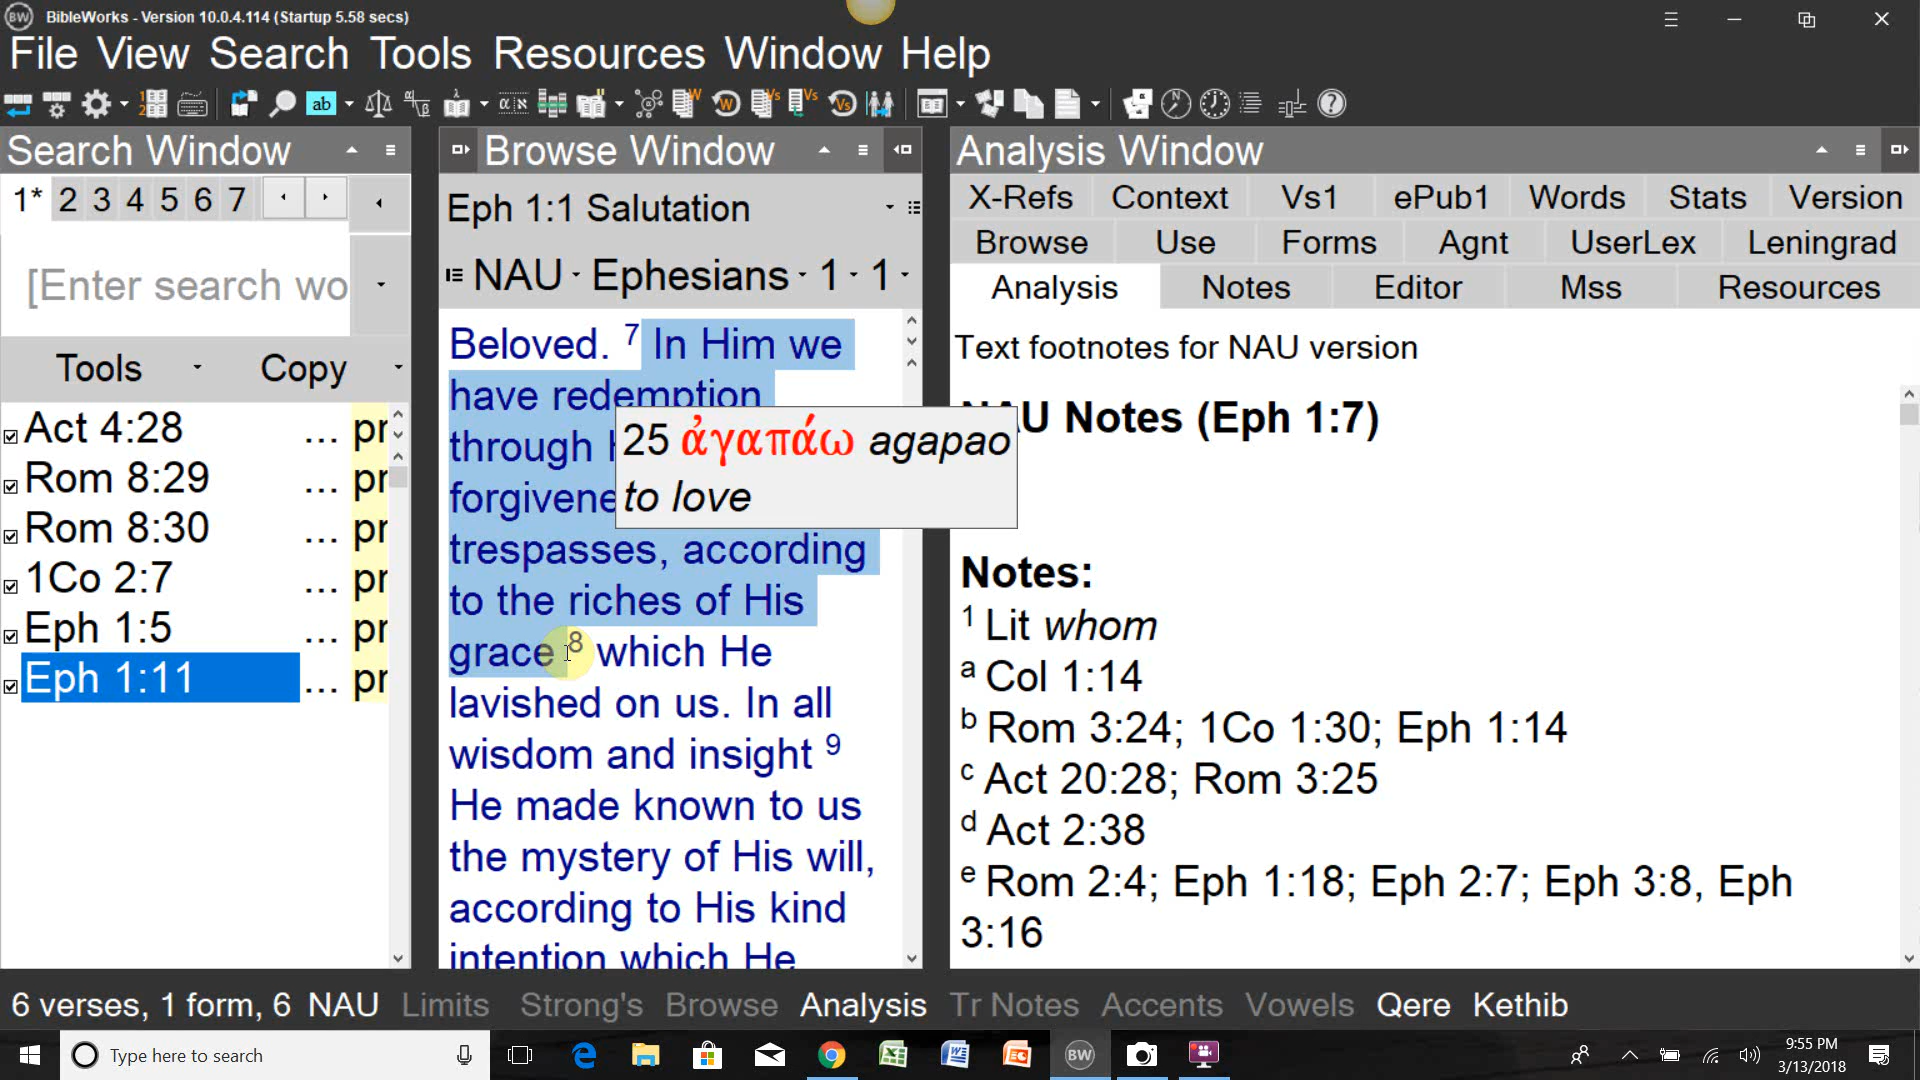 BibleWorks - Version 10.0.4.114 (Startup 5.58 secs)
File View Search Tools Resources Window Help
Search Window
1* 2 3 4 5 6 7
[Enter search wo
Tools Copy
Act 4:28 ... pr
Rom 8:29 ... pr
Rom 8:30 ... pr
1Co 2:7 ... pr
Eph 1:5 ... pr
Eph 1:11 ... pr
Browse Window
Eph 1:1 Salutation
NAU Ephesians 1 1
Beloved. 7 In Him we
have redemption
through
forgivene
trespasses, according
to the riches of His
grace 8 which He
lavished on us. In all
wisdom and insight 9
He made known to us
the mystery of His will,
according to His kind
intention which He
25 ἀγαπάω agapao
to love
Analysis Window
X-Refs Context Vs1 ePub1 Words Stats Version
Browse Use Forms Agnt UserLex Leningrad
Analysis Notes Editor Mss Resources
Text footnotes for NAU version
NAU Notes (Eph 1:7)
Notes:
1 Lit whom
a Col 1:14
b Rom 3:24; 1Co 1:30; Eph 1:14
c Act 20:28; Rom 3:25
d Act 2:38
e Rom 2:4; Eph 1:18; Eph 2:7; Eph 3:8, Eph
3:16
6 verses, 1 form, 6 NAU Limits Strong's Browse Analysis Tr Notes Accents Vowels Qere Kethib
Type here to search
BW
9:55 PM
3/13/2018